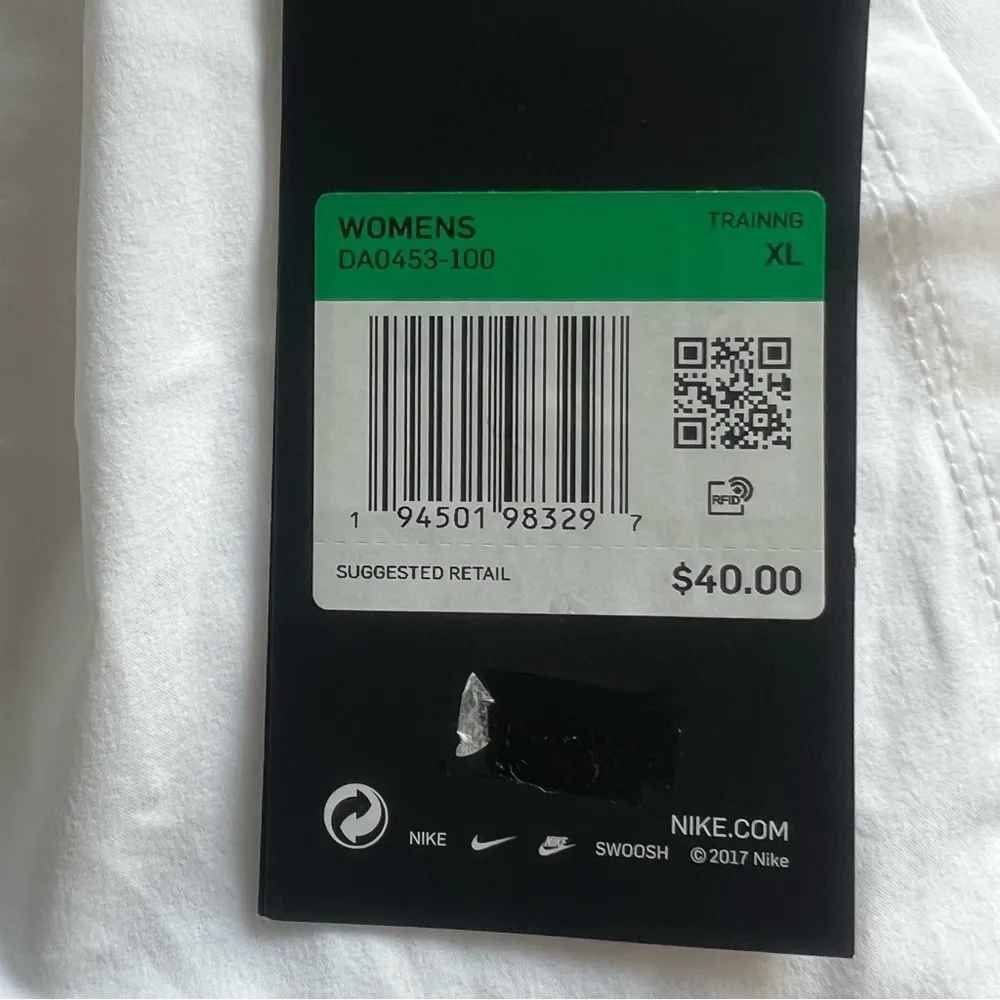 WOMENS TRAINNG
DA0453-100 XL
1 94501 98329 7
RFID
SUGGESTED RETAIL $40.00
NIKE.COM
NIKE NIKE SWOOSH © 2017 Nike